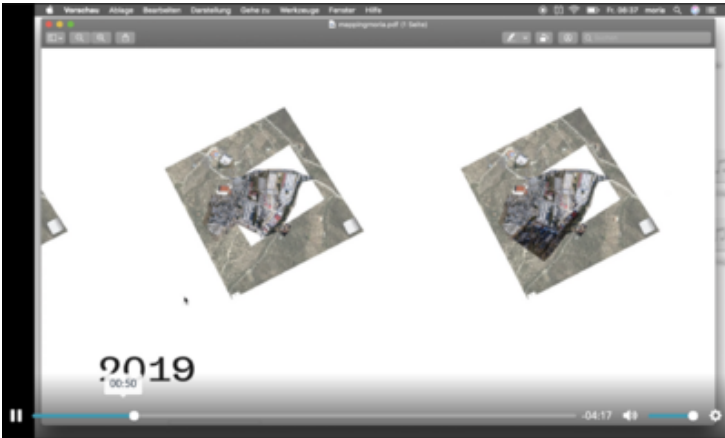 Vorschau Ablage Bearbeiten Darstellung Gehe zu Werkzeuge Fenster Hilfe Fr. 06:37 moria
mappingmoria.pdf (1 Seite)
2019
00:50
-04:17